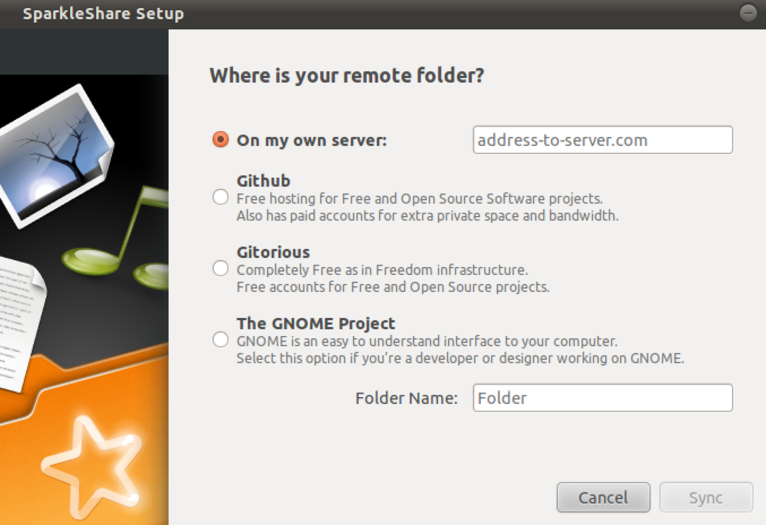 SparkleShare Setup
Where is your remote folder?
On my own server: address-to-server.com
Github
Free hosting for Free and Open Source Software projects.
Also has paid accounts for extra private space and bandwidth.
Gitorious
Completely Free as in Freedom infrastructure.
Free accounts for Free and Open Source projects.
The GNOME Project
GNOME is an easy to understand interface to your computer.
Select this option if you're a developer or designer working on GNOME.
Folder Name: Folder
Cancel Sync